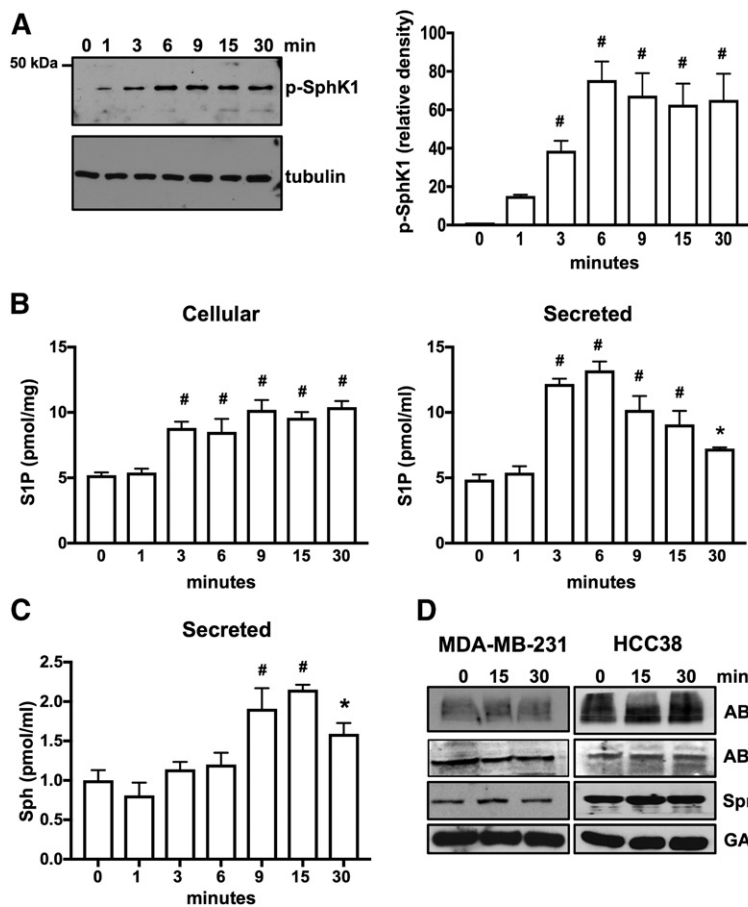 A
0 1 3 6 9 15 30 min
50 kDa
p-SphK1
tubulin
p-SphK1 (relative density)
100
80
60
40
20
0
# # # # #
0 1 3 6 9 15 30
minutes
B
Cellular
S1P (pmol/mg)
15
10
5
0
# # # # #
0 1 3 6 9 15 30
minutes
Secreted
S1P (pmol/ml)
15
10
5
0
# # # # *
0 1 3 6 9 15 30
minutes
C
Secreted
Sph (pmol/ml)
2.5
2.0
1.5
1.0
0.5
0.0
# # *
0 1 3 6 9 15 30
minutes
D
MDA-MB-231 HCC38
0 15 30 0 15 30 min
AB
AB
Spr
GA